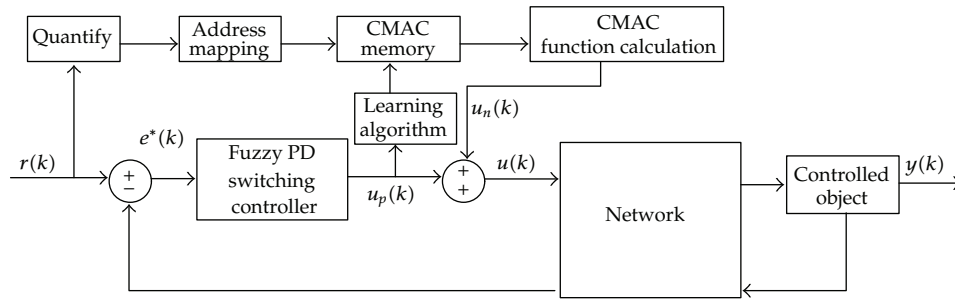 Quantify
Address
mapping
CMAC
memory
CMAC
function calculation
Learning
algorithm
u_n(k)
e*(k)
r(k)
+
−
Fuzzy PD
switching
controller
u_p(k)
+
+
u(k)
Network
Controlled
object
y(k)